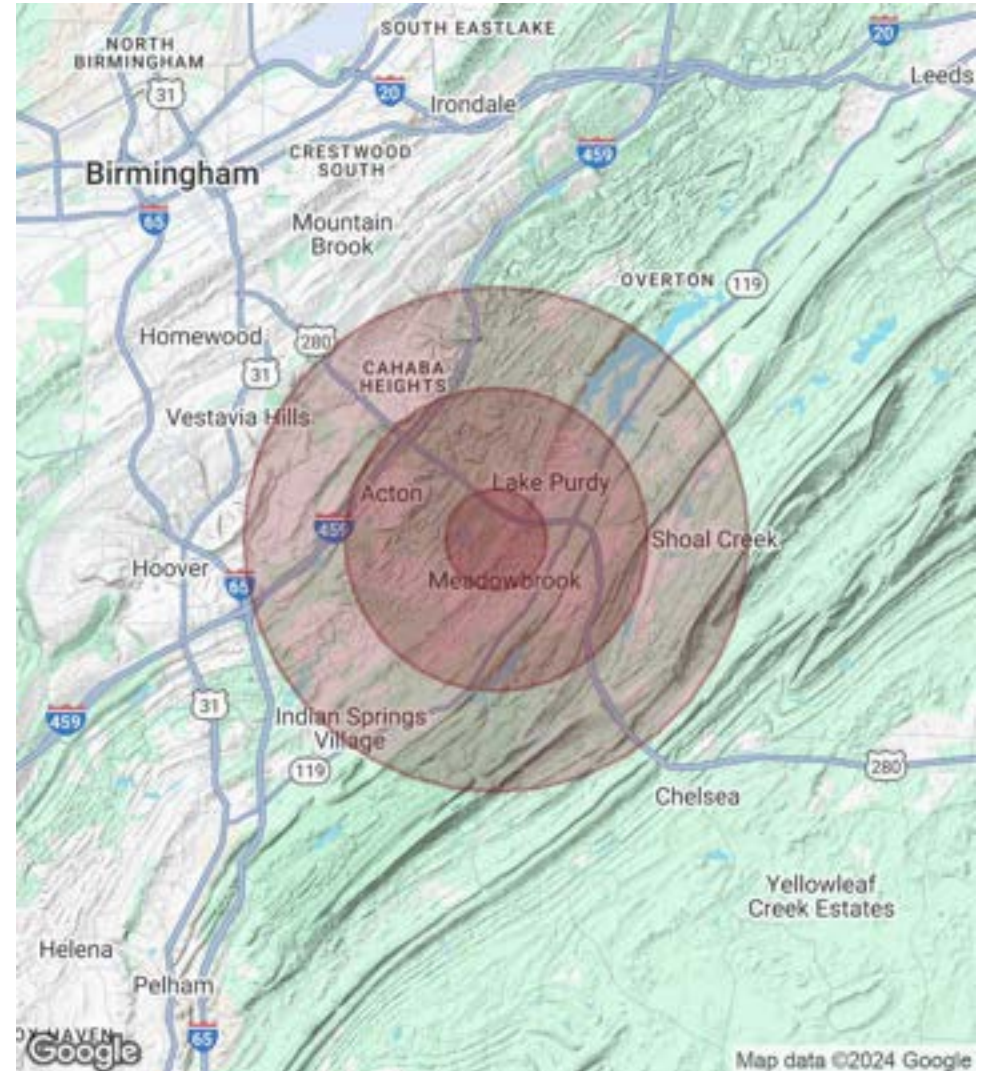 SOUTH EASTLAKE
20
NORTH
BIRMINGHAM
Leeds
31
20
Irondale
459
CRESTWOOD
SOUTH
Birmingham
65
Mountain
Brook
OVERTON
119
Homewood
280
31
CAHABA
HEIGHTS
Vestavia Hills
Lake Purdy
Acton
459
Shoal Creek
Hoover
65
Meadowbrook
31
459
Indian Springs
Village
119
280
Chelsea
Yellowleaf
Creek Estates
Helena
Pelham
65
Google
Map data ©2024 Google